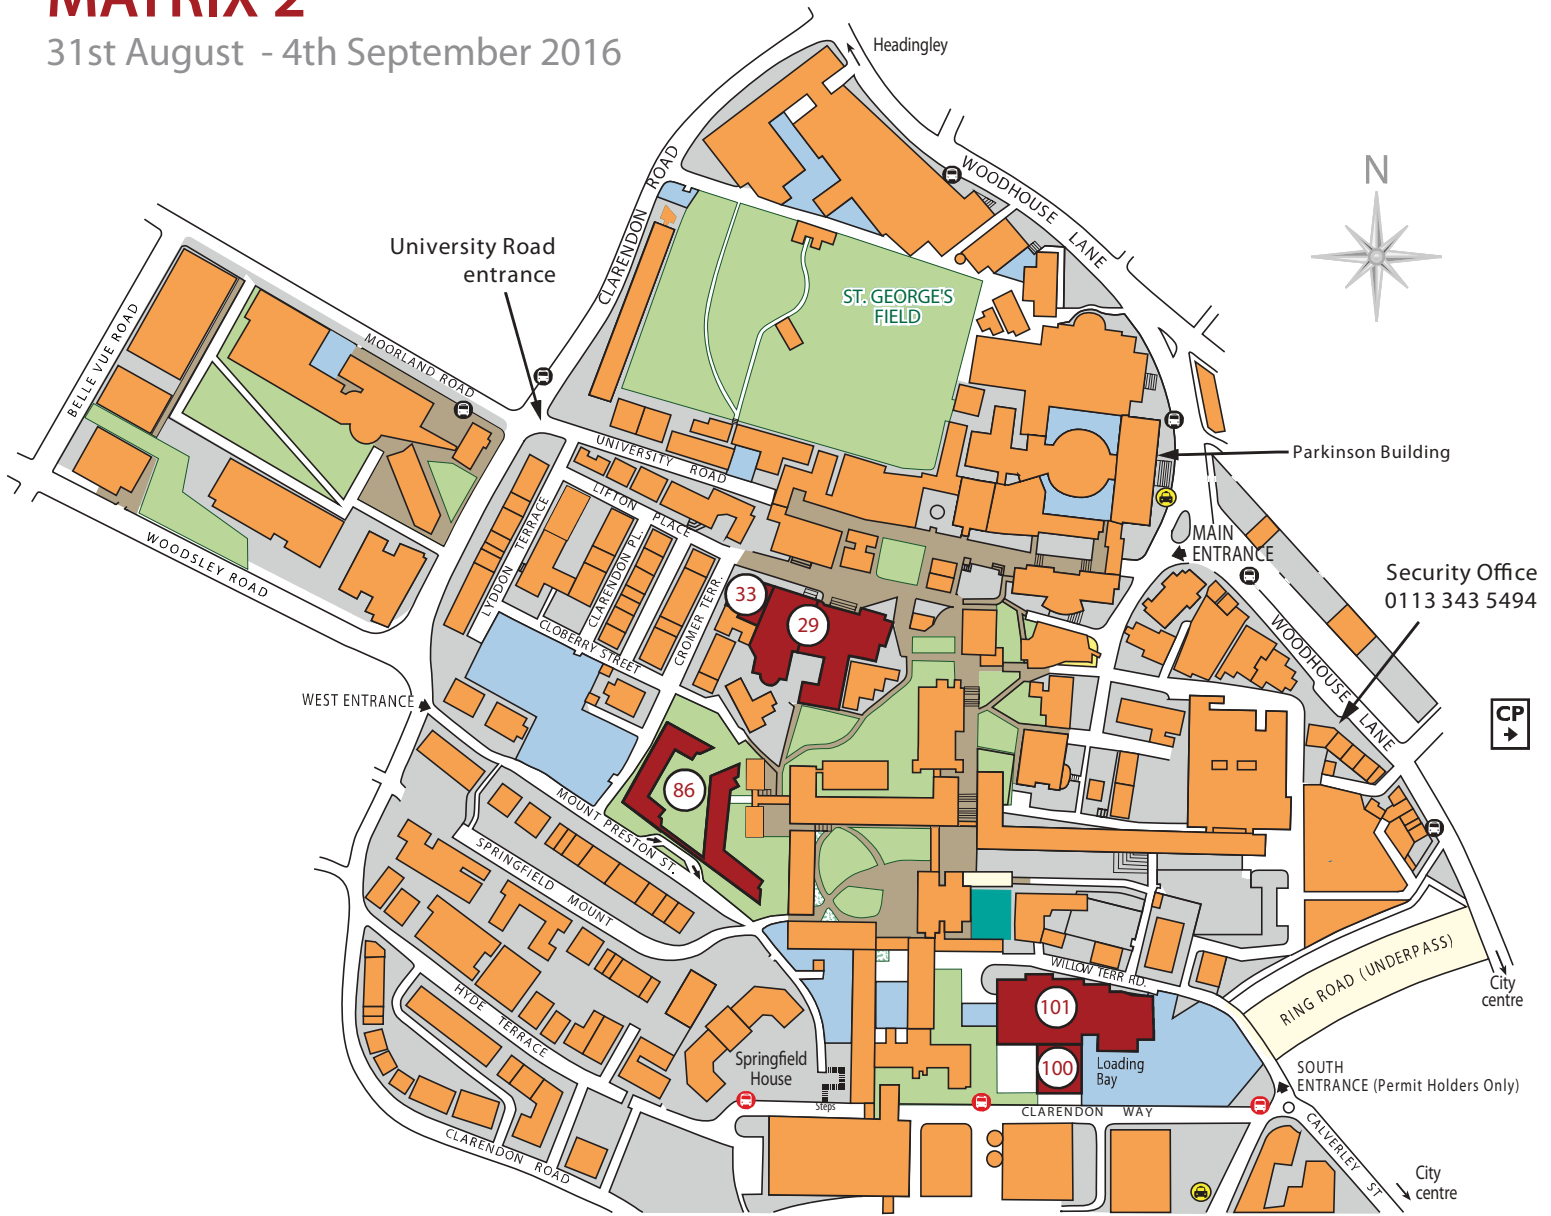 MATRIX 2
31st August - 4th September 2016
Headingley
WOODHOUSE LANE
N
CLARENDON ROAD
University Road
entrance
ST. GEORGE'S
FIELD
BELLE VUE ROAD
MOORLAND ROAD
UNIVERSITY ROAD
Parkinson Building
LIFTON PLACE
MAIN
ENTRANCE
WOODSLEY ROAD
LYDDON TERRACE
CLARENDON PL.
CROMER TERR.
CLOBERRY STREET
33
29
Security Office
0113 343 5494
WOODHOUSE LANE
WEST ENTRANCE
CP
86
MOUNT PRESTON ST.
SPRINGFIELD MOUNT
WILLOW TERR RD.
RING ROAD (UNDERPASS)
City
centre
HYDE TERRACE
101
100
Loading
Bay
Springfield
House
Steps
SOUTH
ENTRANCE (Permit Holders Only)
CLARENDON WAY
CLARENDON ROAD
CALVERLEY ST
City
centre